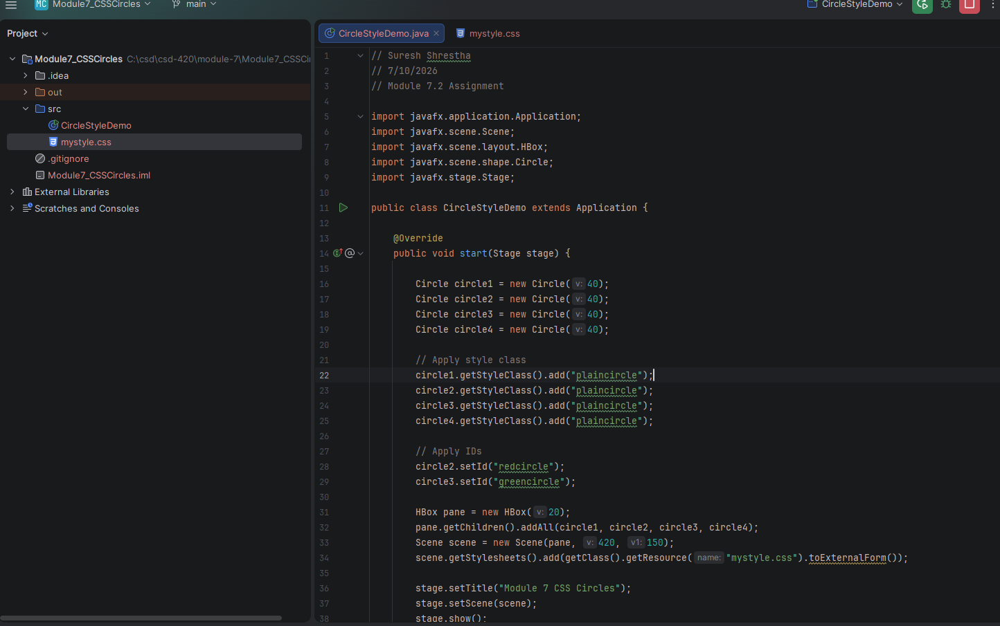 MC Module7_CSSCircles main CircleStyleDemo
Project
Module7_CSSCircles C:\csd\csd-420\module-7\Module7_CSSCi
.idea
out
src
CircleStyleDemo
mystyle.css
.gitignore
Module7_CSSCircles.iml
External Libraries
Scratches and Consoles
CircleStyleDemo.java mystyle.css
1 // Suresh Shrestha
2 // 7/10/2026
3 // Module 7.2 Assignment
4
5 import javafx.application.Application;
6 import javafx.scene.Scene;
7 import javafx.scene.layout.HBox;
8 import javafx.scene.shape.Circle;
9 import javafx.stage.Stage;
10
11 public class CircleStyleDemo extends Application {
12
13 @Override
14 public void start(Stage stage) {
15
16 Circle circle1 = new Circle( v: 40);
17 Circle circle2 = new Circle( v: 40);
18 Circle circle3 = new Circle( v: 40);
19 Circle circle4 = new Circle( v: 40);
20
21 // Apply style class
22 circle1.getStyleClass().add("plaincircle");
23 circle2.getStyleClass().add("plaincircle");
24 circle3.getStyleClass().add("plaincircle");
25 circle4.getStyleClass().add("plaincircle");
26
27 // Apply IDs
28 circle2.setId("redcircle");
29 circle3.setId("greencircle");
30
31 HBox pane = new HBox( v: 20);
32 pane.getChildren().addAll(circle1, circle2, circle3, circle4);
33 Scene scene = new Scene(pane, v: 420, v1: 150);
34 scene.getStylesheets().add(getClass().getResource( name: "mystyle.css").toExternalForm());
35
36 stage.setTitle("Module 7 CSS Circles");
37 stage.setScene(scene);
38 stage.show();